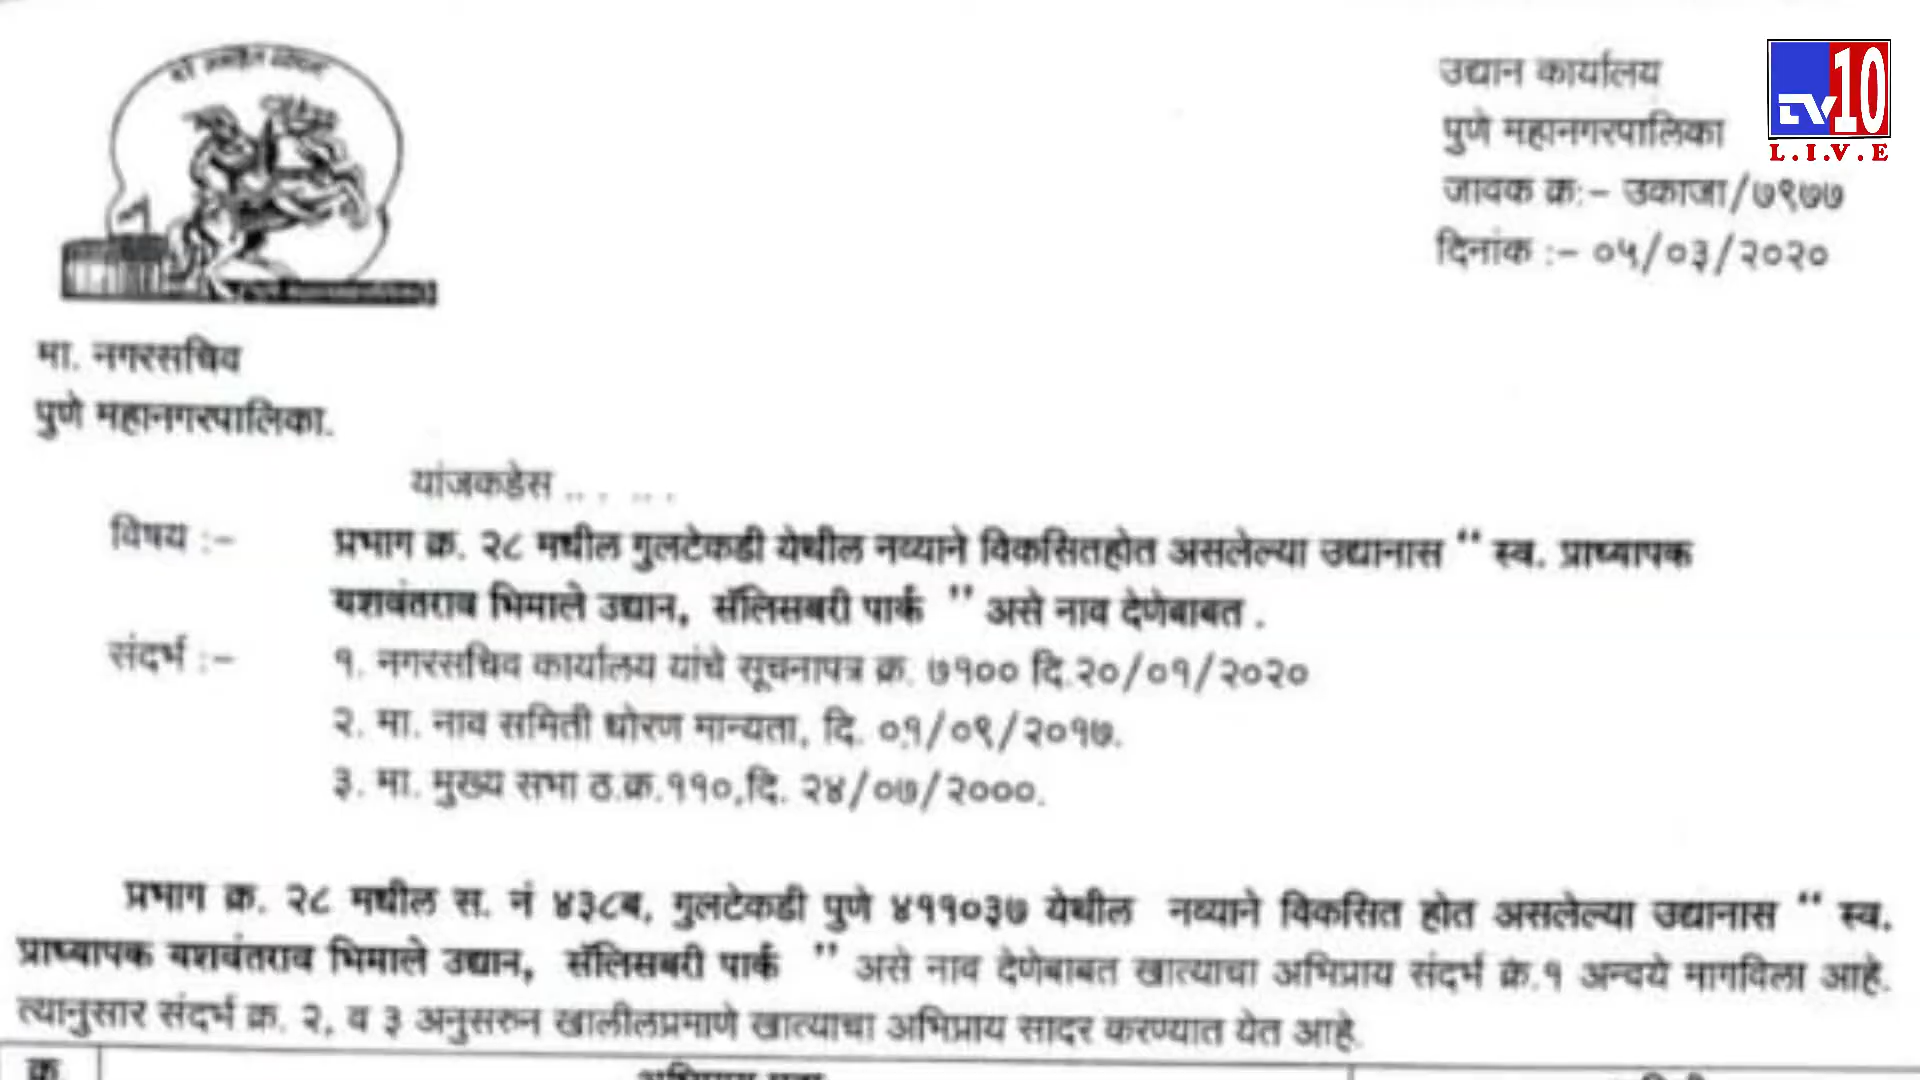 उद्यान कार्यालय
पुणे महानगरपालिका
जावक क्र:- उकाजा/७९७७
दिनांक :- ०५/०३/२०२०
TV10
L.I.V.E
मा. नगरसचिव
पुणे महानगरपालिका.
यांजकडेस .. . .. .
विषय :- प्रभाग क्र. २८ मधील गुलटेकडी येथील नव्याने विकसितहोत असलेल्या उद्यानास “ स्व. प्राध्यापक
यशवंतराव भिमाले उद्यान, सॅलिसबरी पार्क ” असे नाव देणेबाबत .
संदर्भ :- १. नगरसचिव कार्यालय यांचे सूचनापत्र क्र. ७१०० दि.२०/०१/२०२०
२. मा. नाव समिती धोरण मान्यता, दि. ०१/०९/२०१७.
३. मा. मुख्य सभा ठ.क्र.११०,दि. २४/०७/२०००.
प्रभाग क्र. २८ मधील स. नं ४३८ब, गुलटेकडी पुणे ४११०३७ येथील नव्याने विकसित होत असलेल्या उद्यानास “ स्व.
प्राध्यापक यशवंतराव भिमाले उद्यान, सॅलिसबरी पार्क ” असे नाव देणेबाबत खात्याचा अभिप्राय संदर्भ क्र.१ अन्वये मागविला आहे.
त्यानुसार संदर्भ क्र. २, व ३ अनुसरुन खालीलप्रमाणे खात्याचा अभिप्राय सादर करण्यात येत आहे.
क्र.